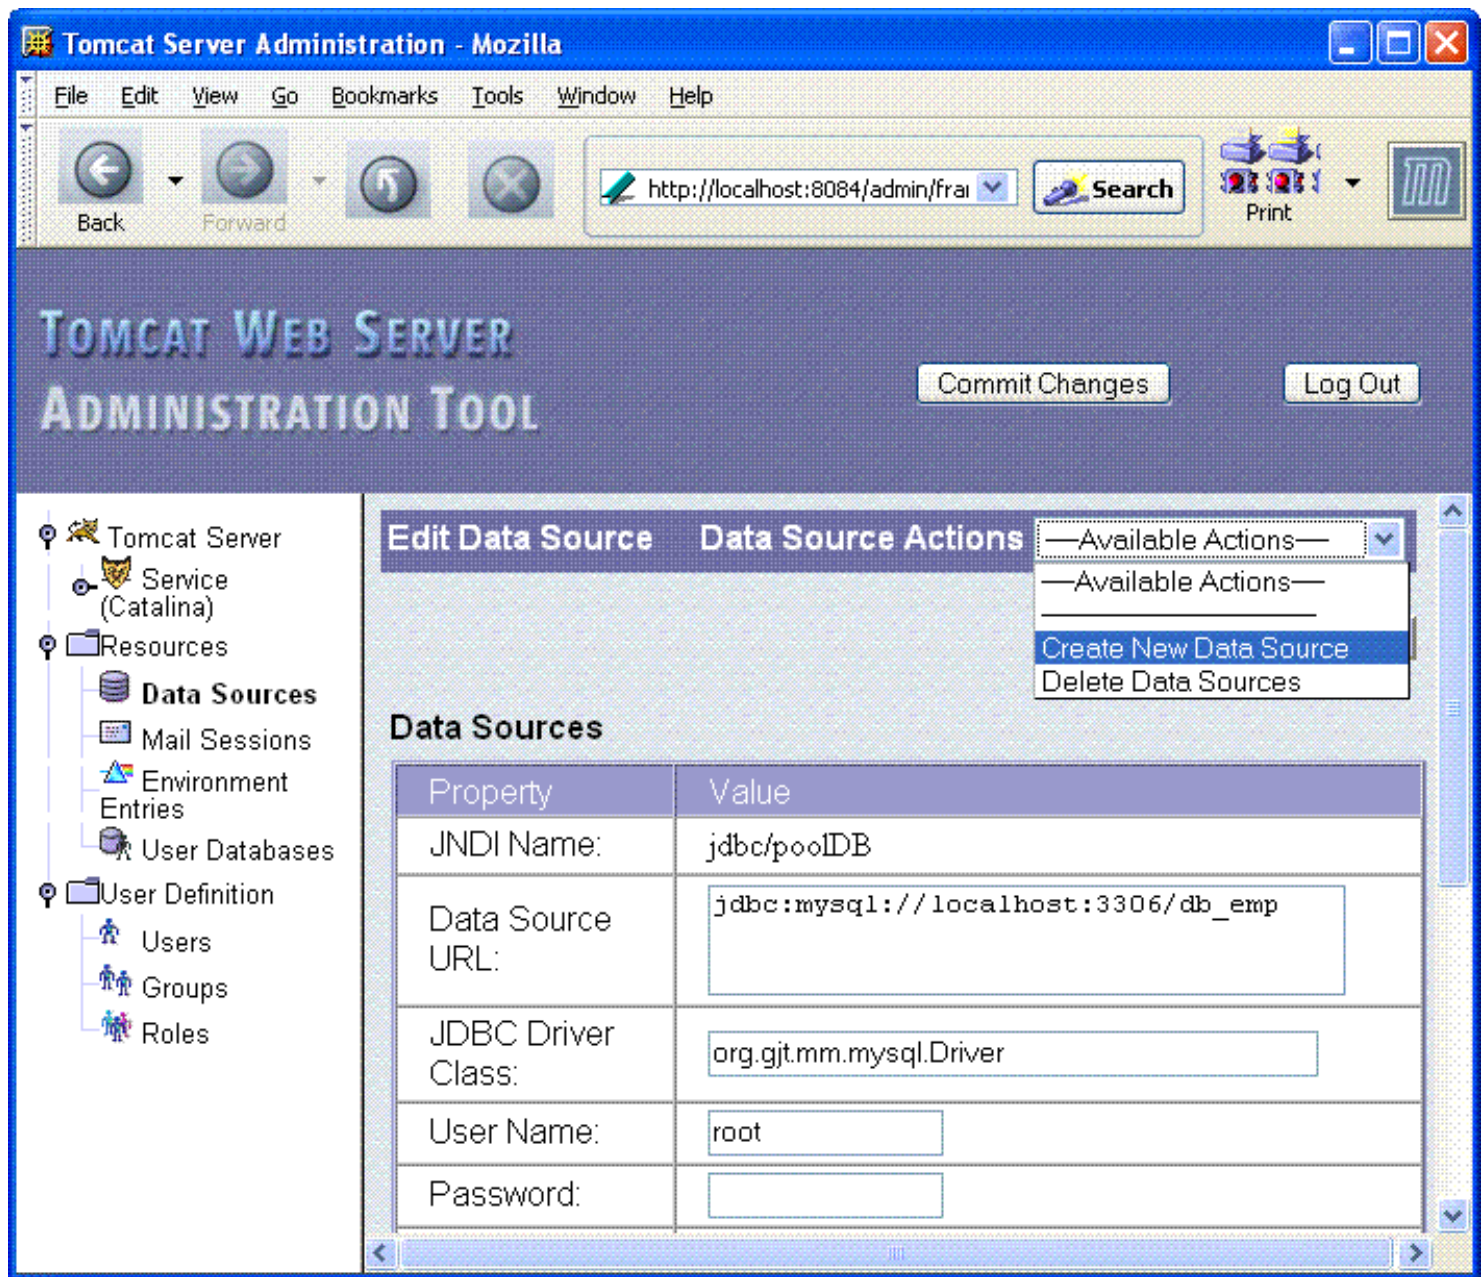 Tomcat Server Administration - Mozilla
File Edit View Go Bookmarks Tools Window Help
http://localhost:8084/admin/frar
Search
Back
Forward
Print
TOMCAT WEB SERVER
ADMINISTRATION TOOL
Commit Changes
Log Out
Tomcat Server
Service
(Catalina)
Resources
Data Sources
Mail Sessions
Environment
Entries
User Databases
User Definition
Users
Groups
Roles
Edit Data Source Data Source Actions
----Available Actions----
----Available Actions----
Create New Data Source
Delete Data Sources
Data Sources
Property Value
JNDI Name: jdbc/poolDB
Data Source
URL:
jdbc:mysql://localhost:3306/db_emp
JDBC Driver
Class:
org.gjt.mm.mysql.Driver
User Name: root
Password: